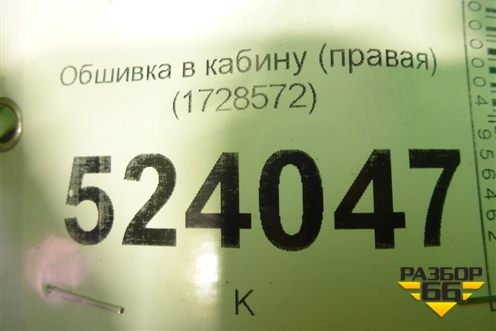 Обшивка в кабину (правая)
(1728572)
524047
К
РАЗБОР
66